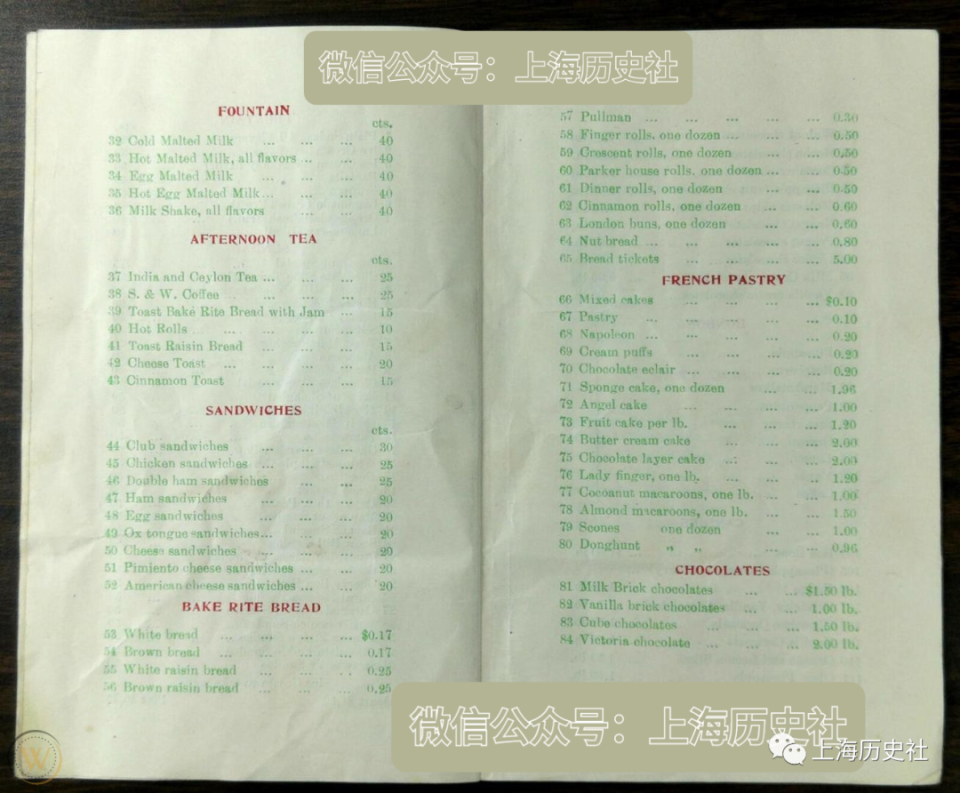 微信公众号：上海历史社
FOUNTAIN
cts.
32 Cold Malted Milk ... ... ... 40
33 Hot Malted Milk, all flavors ... ... 40
34 Egg Malted Milk ... ... ... 40
35 Hot Egg Malted Milk... ... ... 40
36 Milk Shake, all flavors ... ... 40
AFTERNOON TEA
cts.
37 India and Ceylon Tea ... ... ... 25
38 S. & W. Coffee ... ... ... 25
39 Toast Baké Rite Bread with Jam ... 15
40 Hot Rolls ... ... ... ... 10
41 Toast Raisin Bread ... ... ... 15
42 Cheese Toast ... ... ... ... 20
43 Cinnamon Toast ... ... ... 15
SANDWICHES
cts.
44 Club sandwiches ... ... ... 30
45 Chicken sandwiches ... ... ... 25
46 Double ham sandwiches ... ... 25
47 Ham sandwiches ... ... ... 20
48 Egg sandwiches ... ... ... 20
49 Ox tongue sandwiches... ... ... 20
50 Cheese sandwiches ... ... ... 20
51 Pimiento cheese sandwiches ... ... 20
52 American cheese sandwiches ... ... 20
BAKE RITE BREAD
53 White bread ... ... ... ... $0.17
54 Brown bread ... ... ... ... 0.17
55 White raisin bread ... ... ... 0.25
56 Brown raisin bread ... ... ... 0.25
57 Pullman ... ... ... ... ... 0.30
58 Finger rolls, one dozen ... ... ... 0.50
59 Crescent rolls, one dozen ... ... 0.50
60 Parker house rolls, one dozen ... ... 0.50
61 Dinner rolls, one dozen ... ... 0.50
62 Cinnamon rolls, one dozen ... ... 0.60
63 London buns, one dozen ... ... 0.60
64 Nut bread ... ... ... ... ... 0.80
65 Bread tickets ... ... ... ... 5.00
FRENCH PASTRY
66 Mixed cakes ... ... ... ... $0.10
67 Pastry ... ... ... ... ... 0.10
68 Napoleon ... ... ... ... ... 0.20
69 Cream puffs ... ... ... ... 0.20
70 Chocolate eclair ... ... ... ... 0.20
71 Sponge cake, one dozen ... ... 1.96
72 Angel cake ... ... ... ... 1.00
73 Fruit cake per lb. ... ... ... 1.20
74 Butter cream cake ... ... ... 2.00
75 Chocolate layer cake ... ... ... 2.00
76 Lady finger, one lb. ... ... ... 1.20
77 Cocoanut macaroons, one lb. ... ... 1.00
78 Almond macaroons, one lb. ... ... 1.50
79 Scones one dozen ... ... 1.00
80 Donghunt „ „ ... ... 0.96
CHOCOLATES
81 Milk Brick chocolates ... ... $1.50 lb.
82 Vanilla brick chocolates ... ... 1.00 lb.
83 Cube chocolates ... ... ... 1.50 lb.
84 Victoria chocolate ... ... ... 2.00 lb.
微信公众号：上海历史社
上海历史社
W